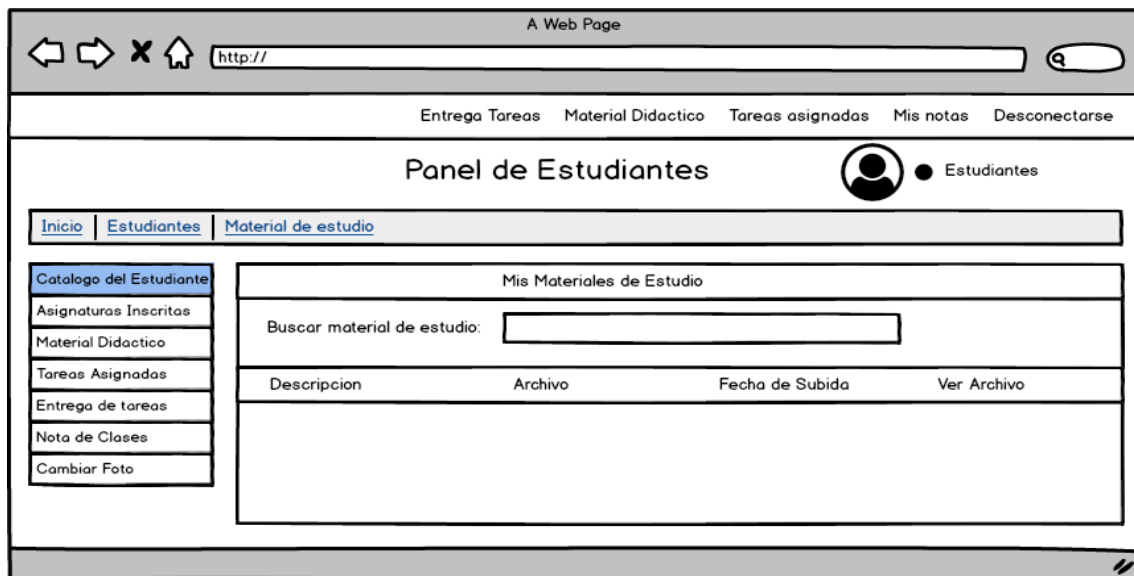 A Web Page
http://
Entrega Tareas Material Didactico Tareas asignadas Mis notas Desconectarse
Panel de Estudiantes
Estudiantes
Inicio Estudiantes Material de estudio
Catalogo del Estudiante
Asignaturas Inscritas
Material Didactico
Tareas Asignadas
Entrega de tareas
Nota de Clases
Cambiar Foto
Mis Materiales de Estudio
Buscar material de estudio:
Descripcion Archivo Fecha de Subida Ver Archivo